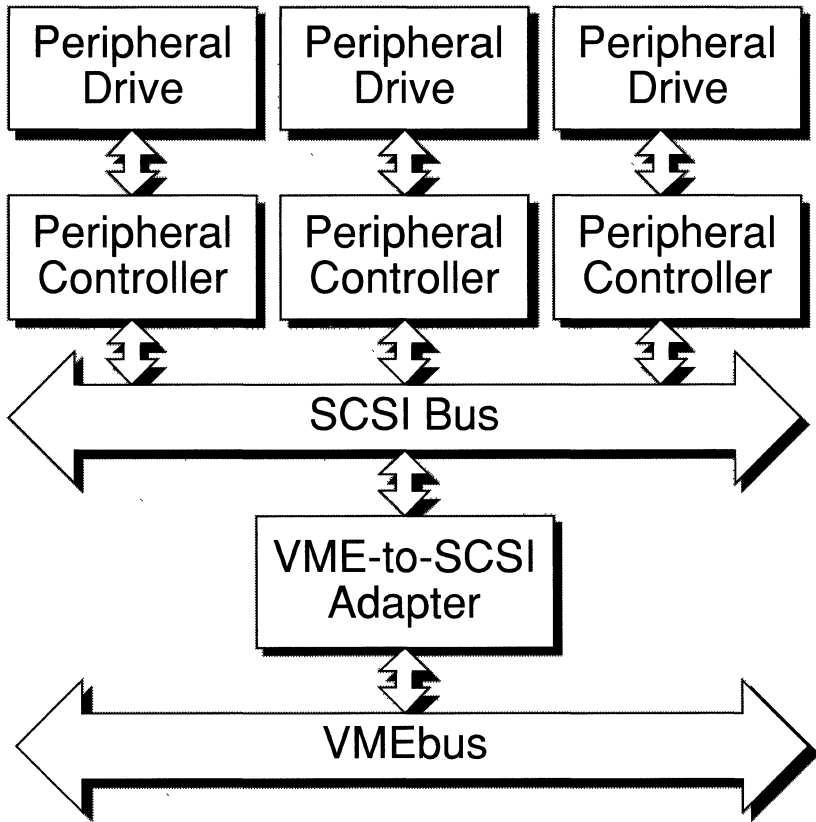 Peripheral
Drive
Peripheral
Drive
Peripheral
Drive
Peripheral
Controller
Peripheral
Controller
Peripheral
Controller
SCSI Bus
VME-to-SCSI
Adapter
VMEbus